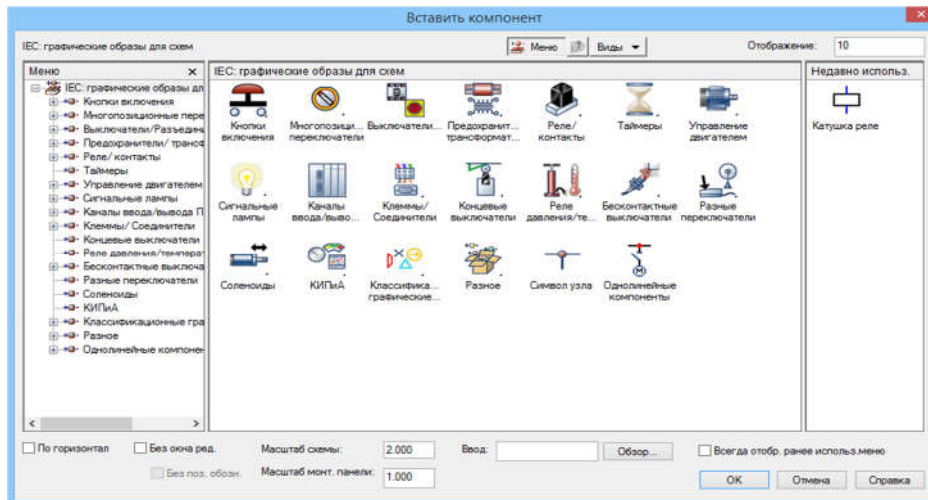 Вставить компонент
IEC: графические образы для схем
Меню
Виды
Отображение:
10
Меню
IEC: графические образы дл
Кнопки включения
Многопозиционные пере
Выключатели/Разъедин
Предохранители/ трансф
Реле/ контакты
Таймеры
Управление двигателем
Сигнальные лампы
Каналы ввода/вывода П
Клеммы/ Соединители
Концевые выключатели
Реле давления/температ
Бесконтактные выключа
Разные переключатели
Соленоиды
КИПиА
Классификационные гра
Разное
Однолинейные компонен
IEC: графические образы для схем
Кнопки
включения
Многопозици...
переключатели
Выключатели...
Предохранит...
трансформат...
Реле/
контакты
Таймеры
Управление
двигателем
Сигнальные
лампы
Каналы
ввода/выво...
Клеммы/
Соединители
Концевые
выключатели
Реле
давления/те...
Бесконтактные
выключатели
Разные
переключатели
Соленоиды
КИПиА
Классифика...
графические...
Разное
Символ узла
Однолинейные
компоненты
Недавно использ.
Катушка реле
По горизонтал
Без окна ред.
Без поз. обозн.
Масштаб схемы:
2.000
Масштаб монт. панели:
1.000
Ввод:
Обзор...
Всегда отобр. ранее использ.меню
OK
Отмена
Справка